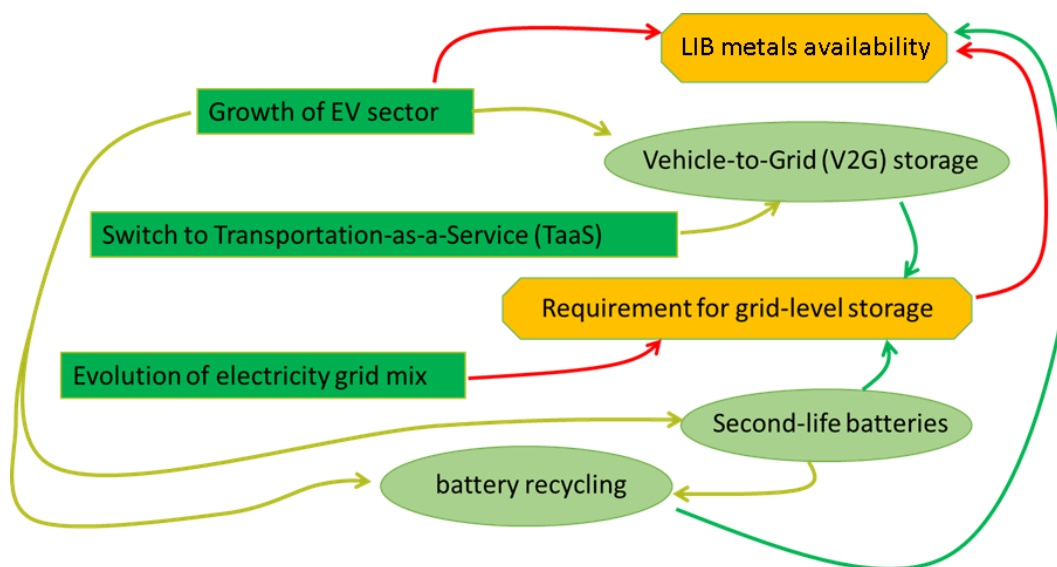 LIB metals availability
Growth of EV sector
Vehicle-to-Grid (V2G) storage
Switch to Transportation-as-a-Service (TaaS)
Requirement for grid-level storage
Evolution of electricity grid mix
Second-life batteries
battery recycling